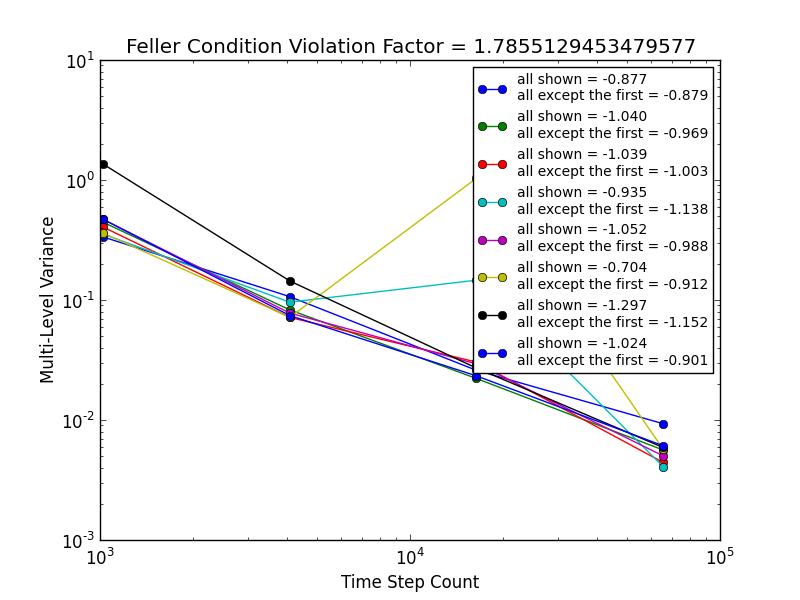 Feller Condition Violation Factor = 1.7855129453479577
10^1
10^0
10^-1
10^-2
10^-3
Multi-Level Variance
all shown = -0.877
all except the first = -0.879
all shown = -1.040
all except the first = -0.969
all shown = -1.039
all except the first = -1.003
all shown = -0.935
all except the first = -1.138
all shown = -1.052
all except the first = -0.988
all shown = -0.704
all except the first = -0.912
all shown = -1.297
all except the first = -1.152
all shown = -1.024
all except the first = -0.901
10^3
10^4
10^5
Time Step Count